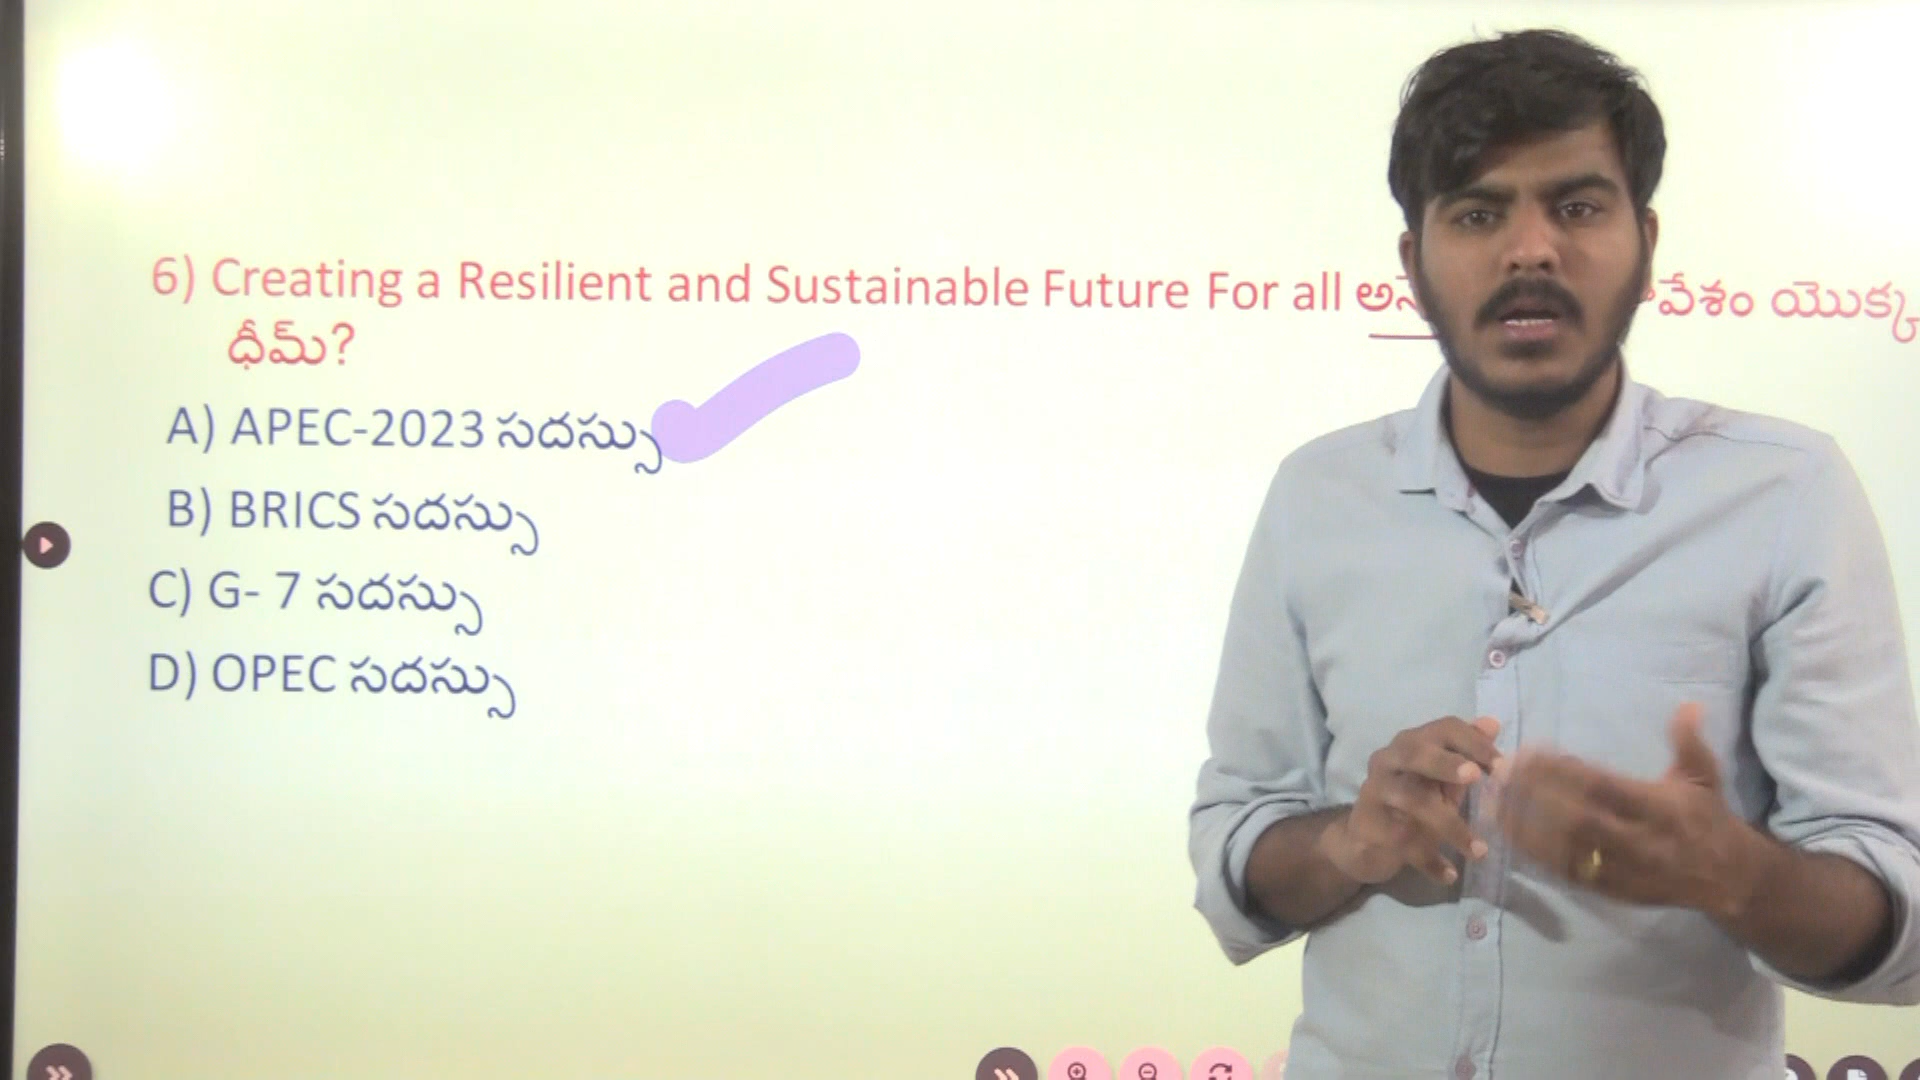 6) Creating a Resilient and Sustainable Future For all యొక్క
థీమ్?
A) APEC-2023 సదస్సు
B) BRICS సదస్సు
C) G- 7 సదస్సు
D) OPEC సదస్సు